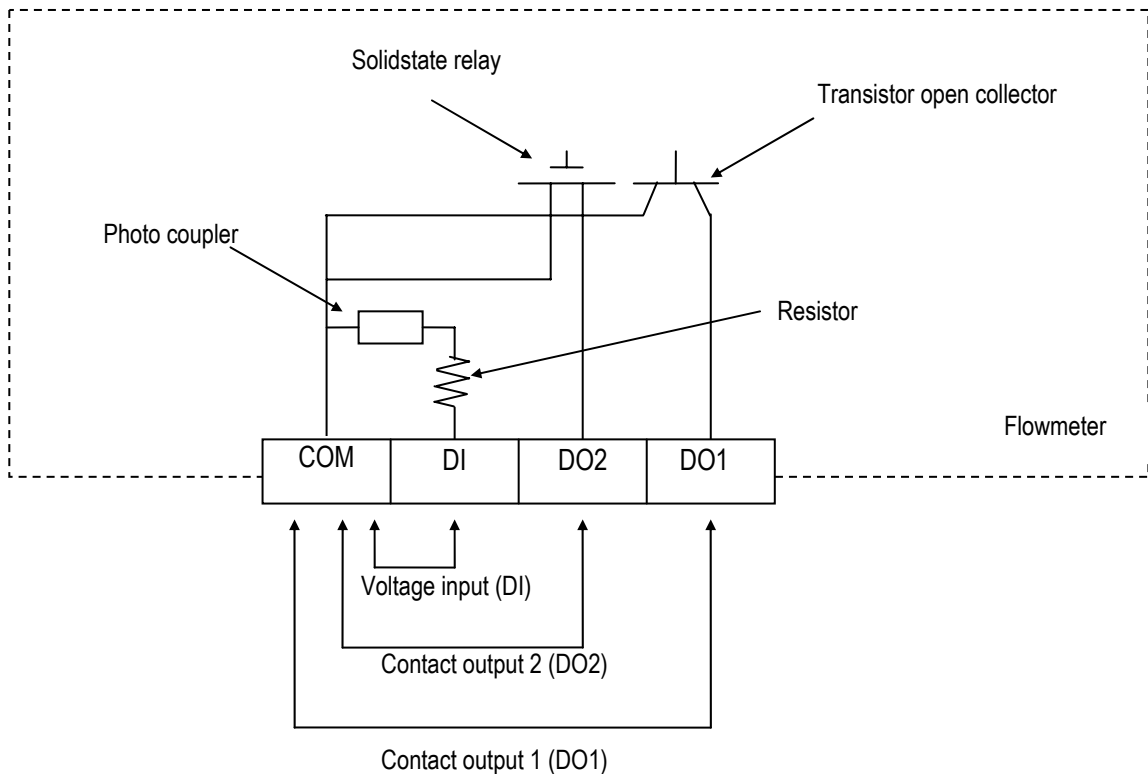 Solidstate relay
Transistor open collector
Photo coupler
Resistor
Flowmeter
COM DI DO2 DO1
Voltage input (DI)
Contact output 2 (DO2)
Contact output 1 (DO1)